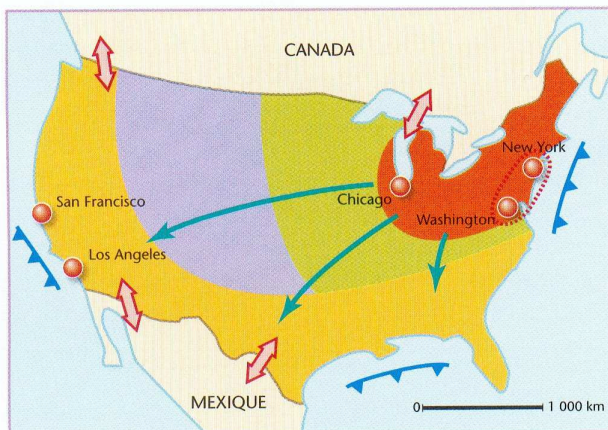 CANADA
New York
San Francisco
Chicago
Washington
Los Angeles
MEXIQUE
0 1 000 km